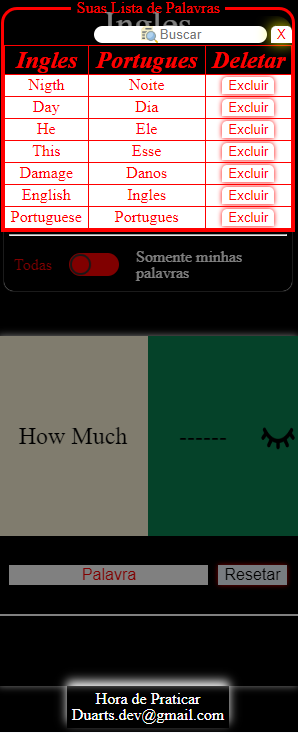 Ingles
Suas Lista de Palavras
Buscar X
Ingles Portugues Deletar
Nigth Noite Excluir
Day Dia Excluir
He Ele Excluir
This Esse Excluir
Damage Danos Excluir
English Ingles Excluir
Portuguese Portugues Excluir
Todas Somente minhas
palavras
How Much ------
Palavra Resetar
Hora de Praticar
Duarts.dev@gmail.com